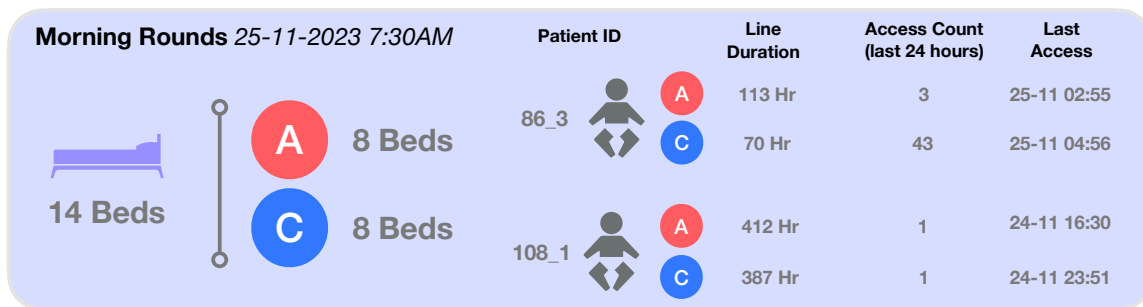 Morning Rounds 25-11-2023 7:30AM
14 Beds
A 8 Beds
C 8 Beds
Patient ID
Line
Duration
Access Count
(last 24 hours)
Last
Access
86_3
A 113 Hr 3 25-11 02:55
C 70 Hr 43 25-11 04:56
108_1
A 412 Hr 1 24-11 16:30
C 387 Hr 1 24-11 23:51